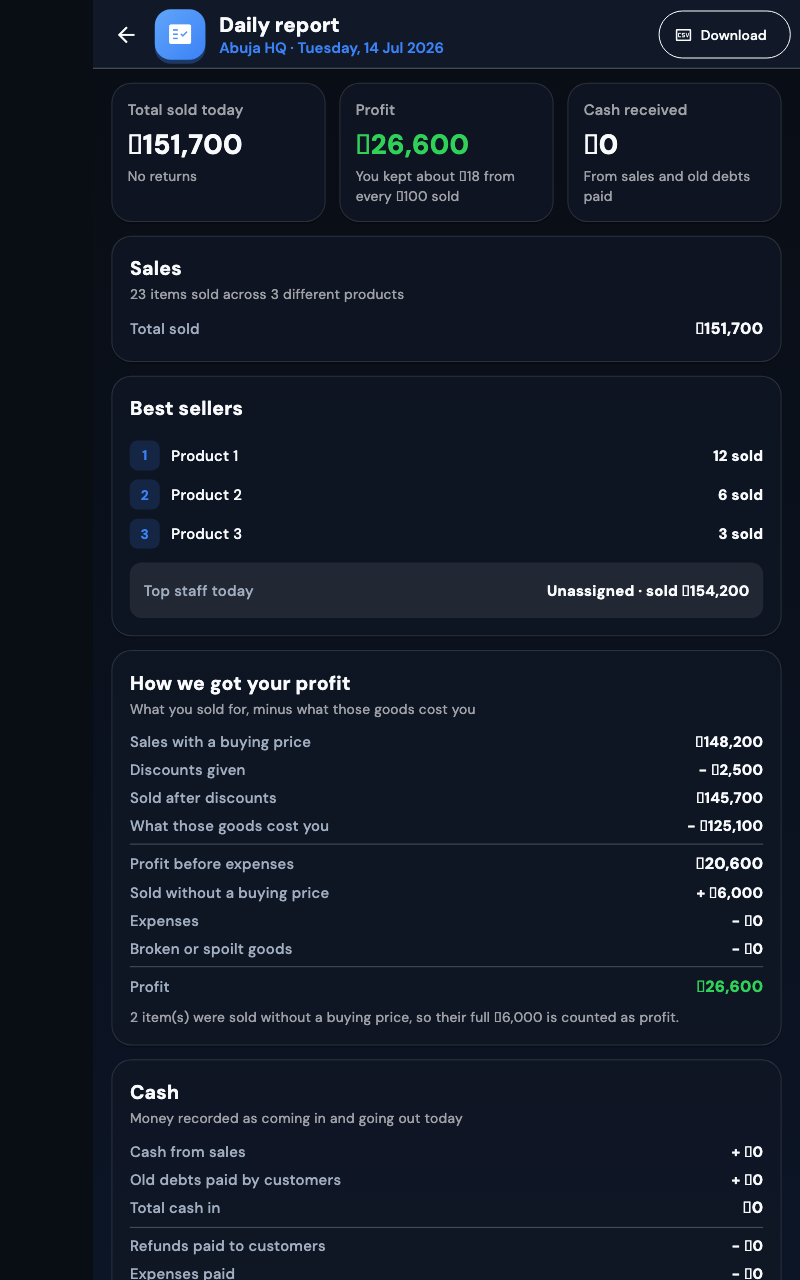 Daily report
Abuja HQ · Tuesday, 14 Jul 2026
CSV
Download
Total sold today
▯151,700
No returns
Profit
▯26,600
You kept about ▯18 from
every ▯100 sold
Cash received
▯0
From sales and old debts
paid
Sales
23 items sold across 3 different products
Total sold ▯151,700
Best sellers
1 Product 1 12 sold
2 Product 2 6 sold
3 Product 3 3 sold
Top staff today Unassigned · sold ▯154,200
How we got your profit
What you sold for, minus what those goods cost you
Sales with a buying price ▯148,200
Discounts given – ▯2,500
Sold after discounts ▯145,700
What those goods cost you – ▯125,100
Profit before expenses ▯20,600
Sold without a buying price + ▯6,000
Expenses – ▯0
Broken or spoilt goods – ▯0
Profit ▯26,600
2 item(s) were sold without a buying price, so their full ▯6,000 is counted as profit.
Cash
Money recorded as coming in and going out today
Cash from sales + ▯0
Old debts paid by customers + ▯0
Total cash in ▯0
Refunds paid to customers – ▯0
Expenses paid – ▯0